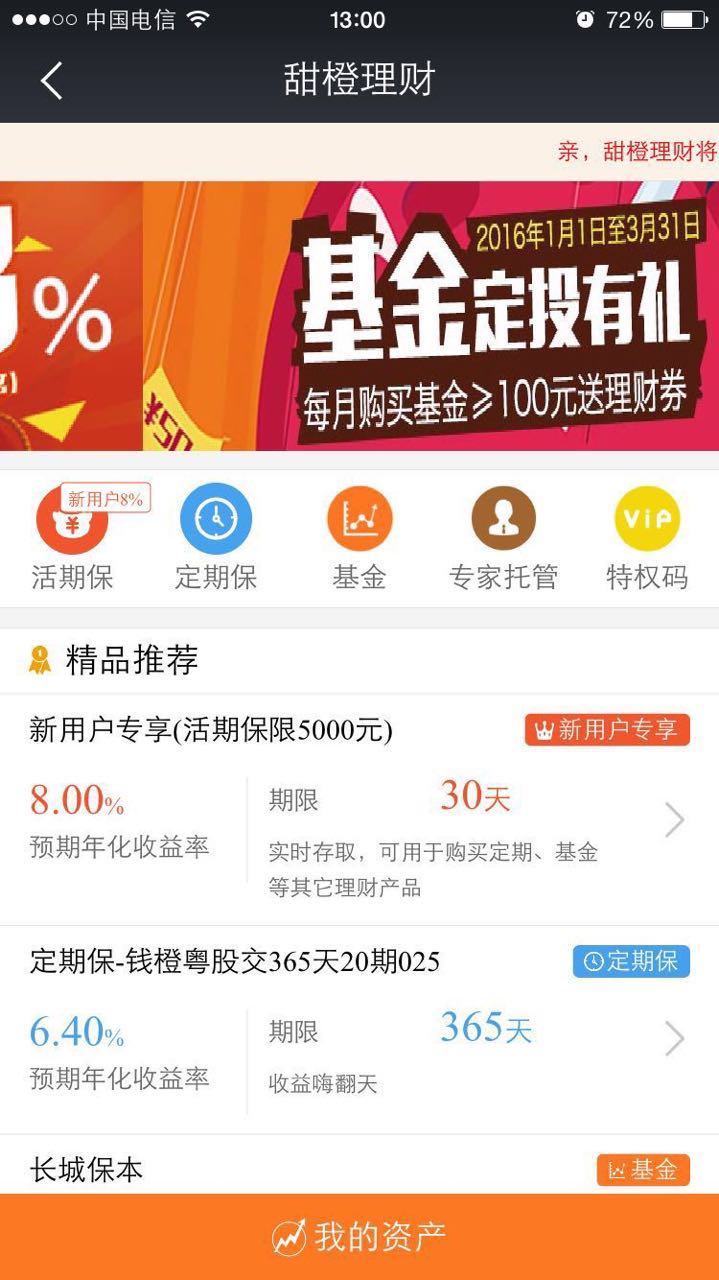 中国电信
13:00
72%
甜橙理财
亲，甜橙理财将
%
2016年1月1日至3月31日
基金定投有礼
每月购买基金≥100元送理财券
¥50
新用户8%
活期保
定期保
基金
专家托管
VIP
特权码
精品推荐
新用户专享(活期保限5000元)
新用户专享
8.00%
期限
30天
预期年化收益率
实时存取，可用于购买定期、基金
等其它理财产品
定期保-钱橙粤股交365天20期025
定期保
6.40%
期限
365天
预期年化收益率
收益嗨翻天
长城保本
基金
我的资产